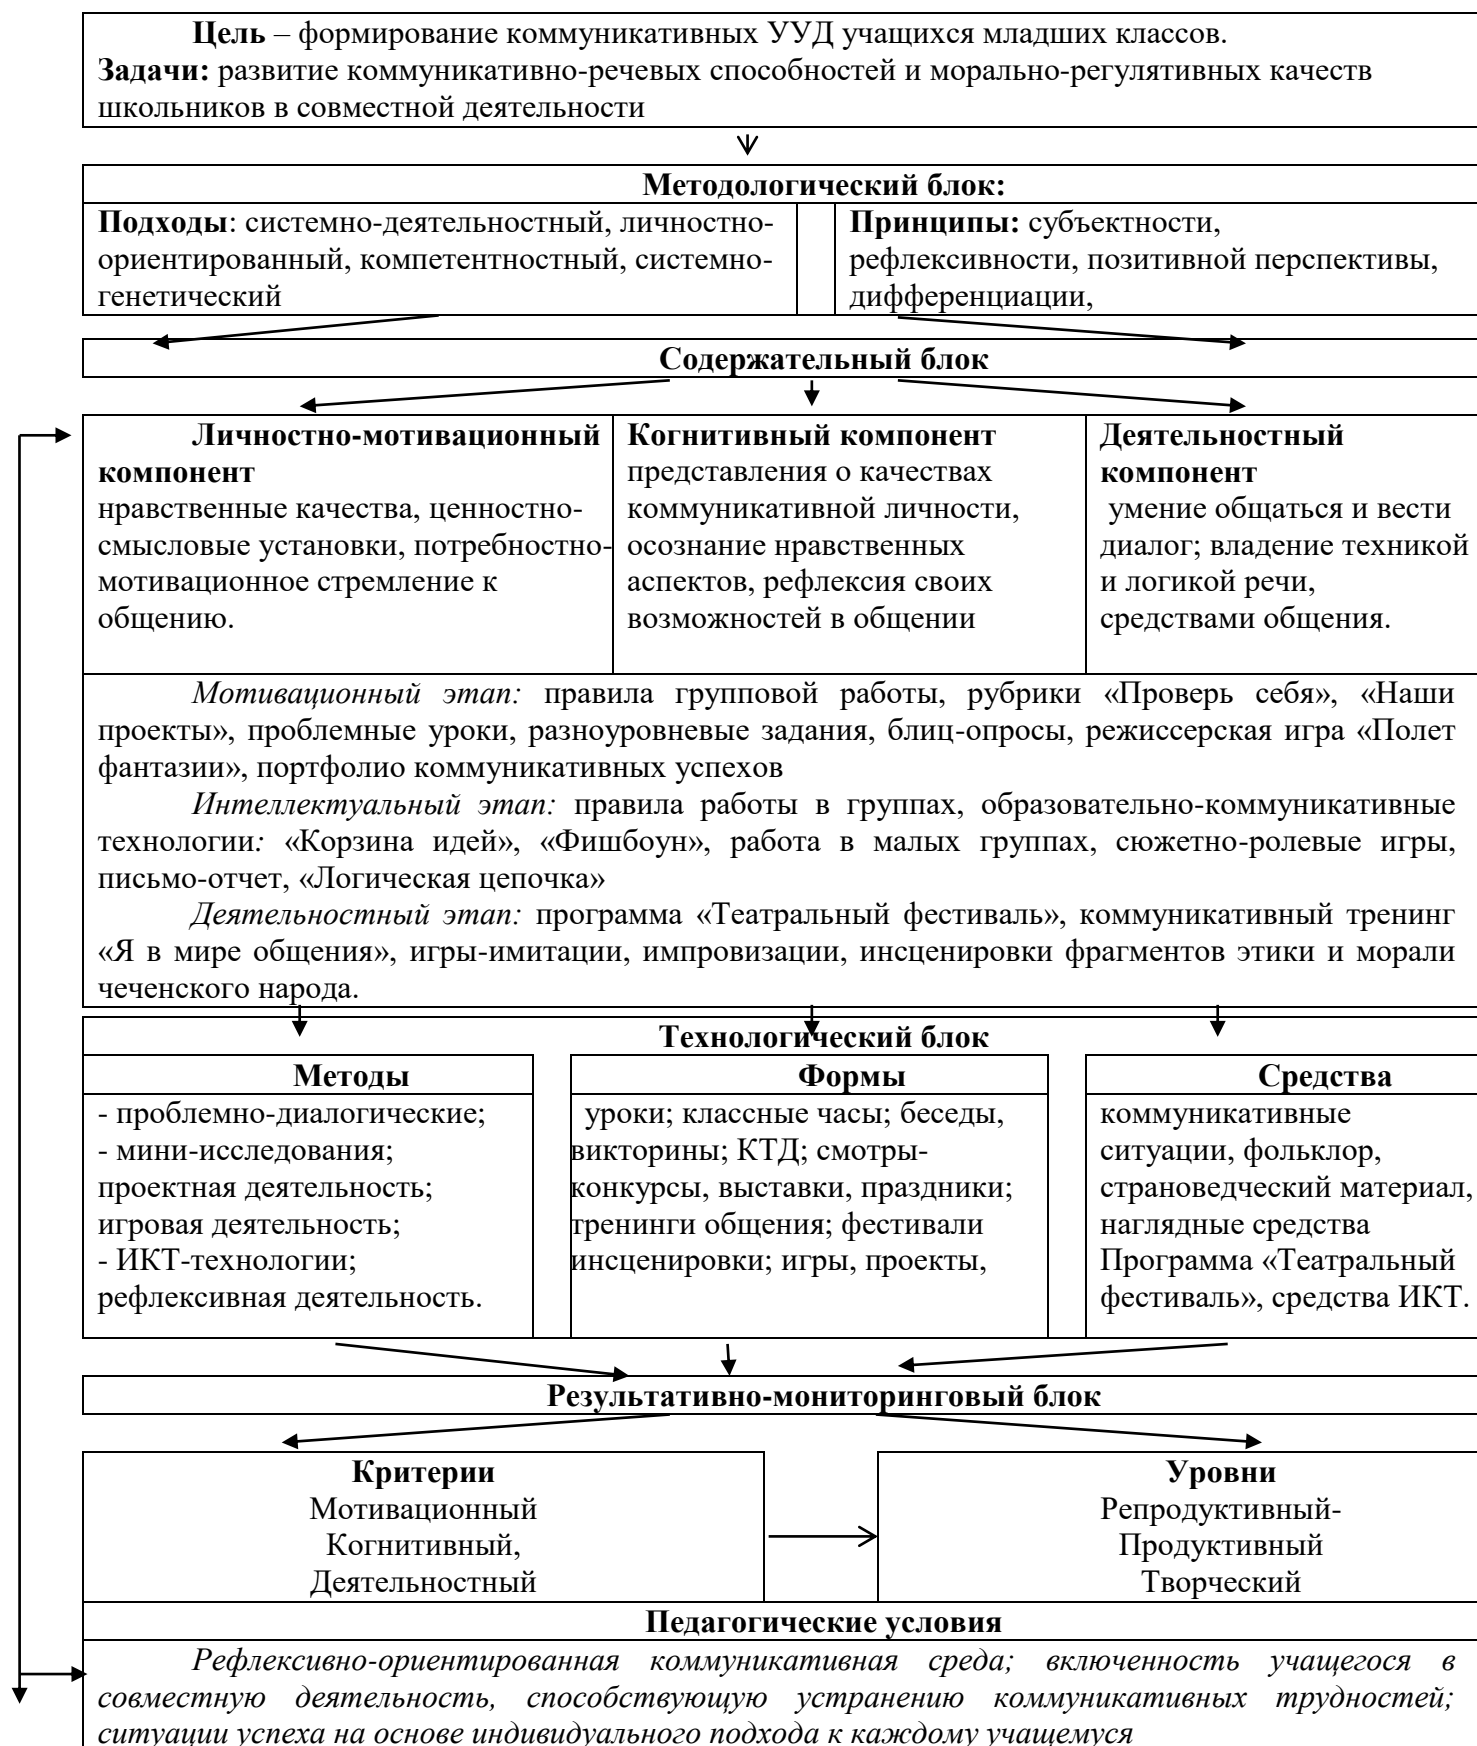 Цель – формирование коммуникативных УУД учащихся младших классов.
Задачи: развитие коммуникативно-речевых способностей и морально-регулятивных качеств
школьников в совместной деятельности
Методологический блок:
Подходы: системно-деятельностный, личностно-
ориентированный, компетентностный, системно-
генетический
Принципы: субъектности,
рефлексивности, позитивной перспективы,
дифференциации,
Содержательный блок
Личностно-мотивационный
компонент
нравственные качества, ценностно-
смысловые установки, потребностно-
мотивационное стремление к
общению.
Когнитивный компонент
представления о качествах
коммуникативной личности,
осознание нравственных
аспектов, рефлексия своих
возможностей в общении
Деятельностный
компонент
умение общаться и вести
диалог; владение техникой
и логикой речи,
средствами общения.
Мотивационный этап: правила групповой работы, рубрики «Проверь себя», «Наши
проекты», проблемные уроки, разноуровневые задания, блиц-опросы, режиссерская игра «Полет
фантазии», портфолио коммуникативных успехов
Интеллектуальный этап: правила работы в группах, образовательно-коммуникативные
технологии: «Корзина идей», «Фишбоун», работа в малых группах, сюжетно-ролевые игры,
письмо-отчет, «Логическая цепочка»
Деятельностный этап: программа «Театральный фестиваль», коммуникативный тренинг
«Я в мире общения», игры-имитации, импровизации, инсценировки фрагментов этики и морали
чеченского народа.
Технологический блок
Методы
- проблемно-диалогические;
- мини-исследования;
проектная деятельность;
игровая деятельность;
- ИКТ-технологии;
рефлексивная деятельность.
Формы
уроки; классные часы; беседы,
викторины; КТД; смотры-
конкурсы, выставки, праздники;
тренинги общения; фестивали
инсценировки; игры, проекты,
Средства
коммуникативные
ситуации, фольклор,
страноведческий материал,
наглядные средства
Программа «Театральный
фестиваль», средства ИКТ.
Результативно-мониторинговый блок
Критерии
Мотивационный
Когнитивный,
Деятельностный
Уровни
Репродуктивный-
Продуктивный
Творческий
Педагогические условия
Рефлексивно-ориентированная коммуникативная среда; включенность учащегося в
совместную деятельность, способствующую устранению коммуникативных трудностей;
ситуации успеха на основе индивидуального подхода к каждому учащемуся